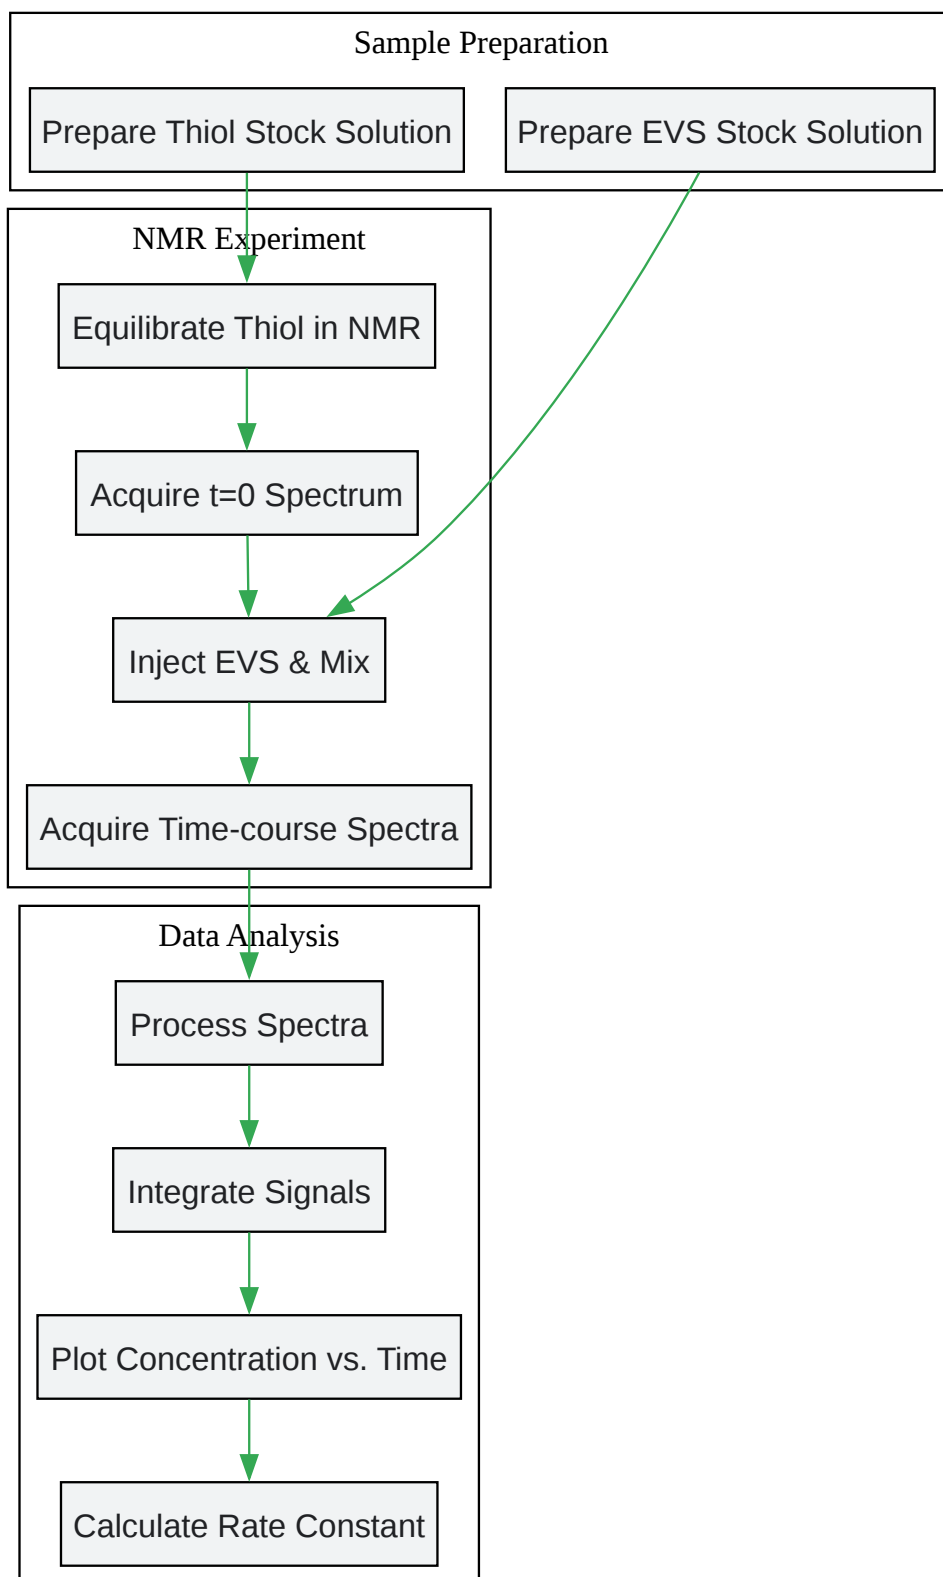 Sample Preparation
Prepare Thiol Stock Solution
Prepare EVS Stock Solution
NMR Experiment
Equilibrate Thiol in NMR
Acquire t=0 Spectrum
Inject EVS & Mix
Acquire Time-course Spectra
Data Analysis
Process Spectra
Integrate Signals
Plot Concentration vs. Time
Calculate Rate Constant